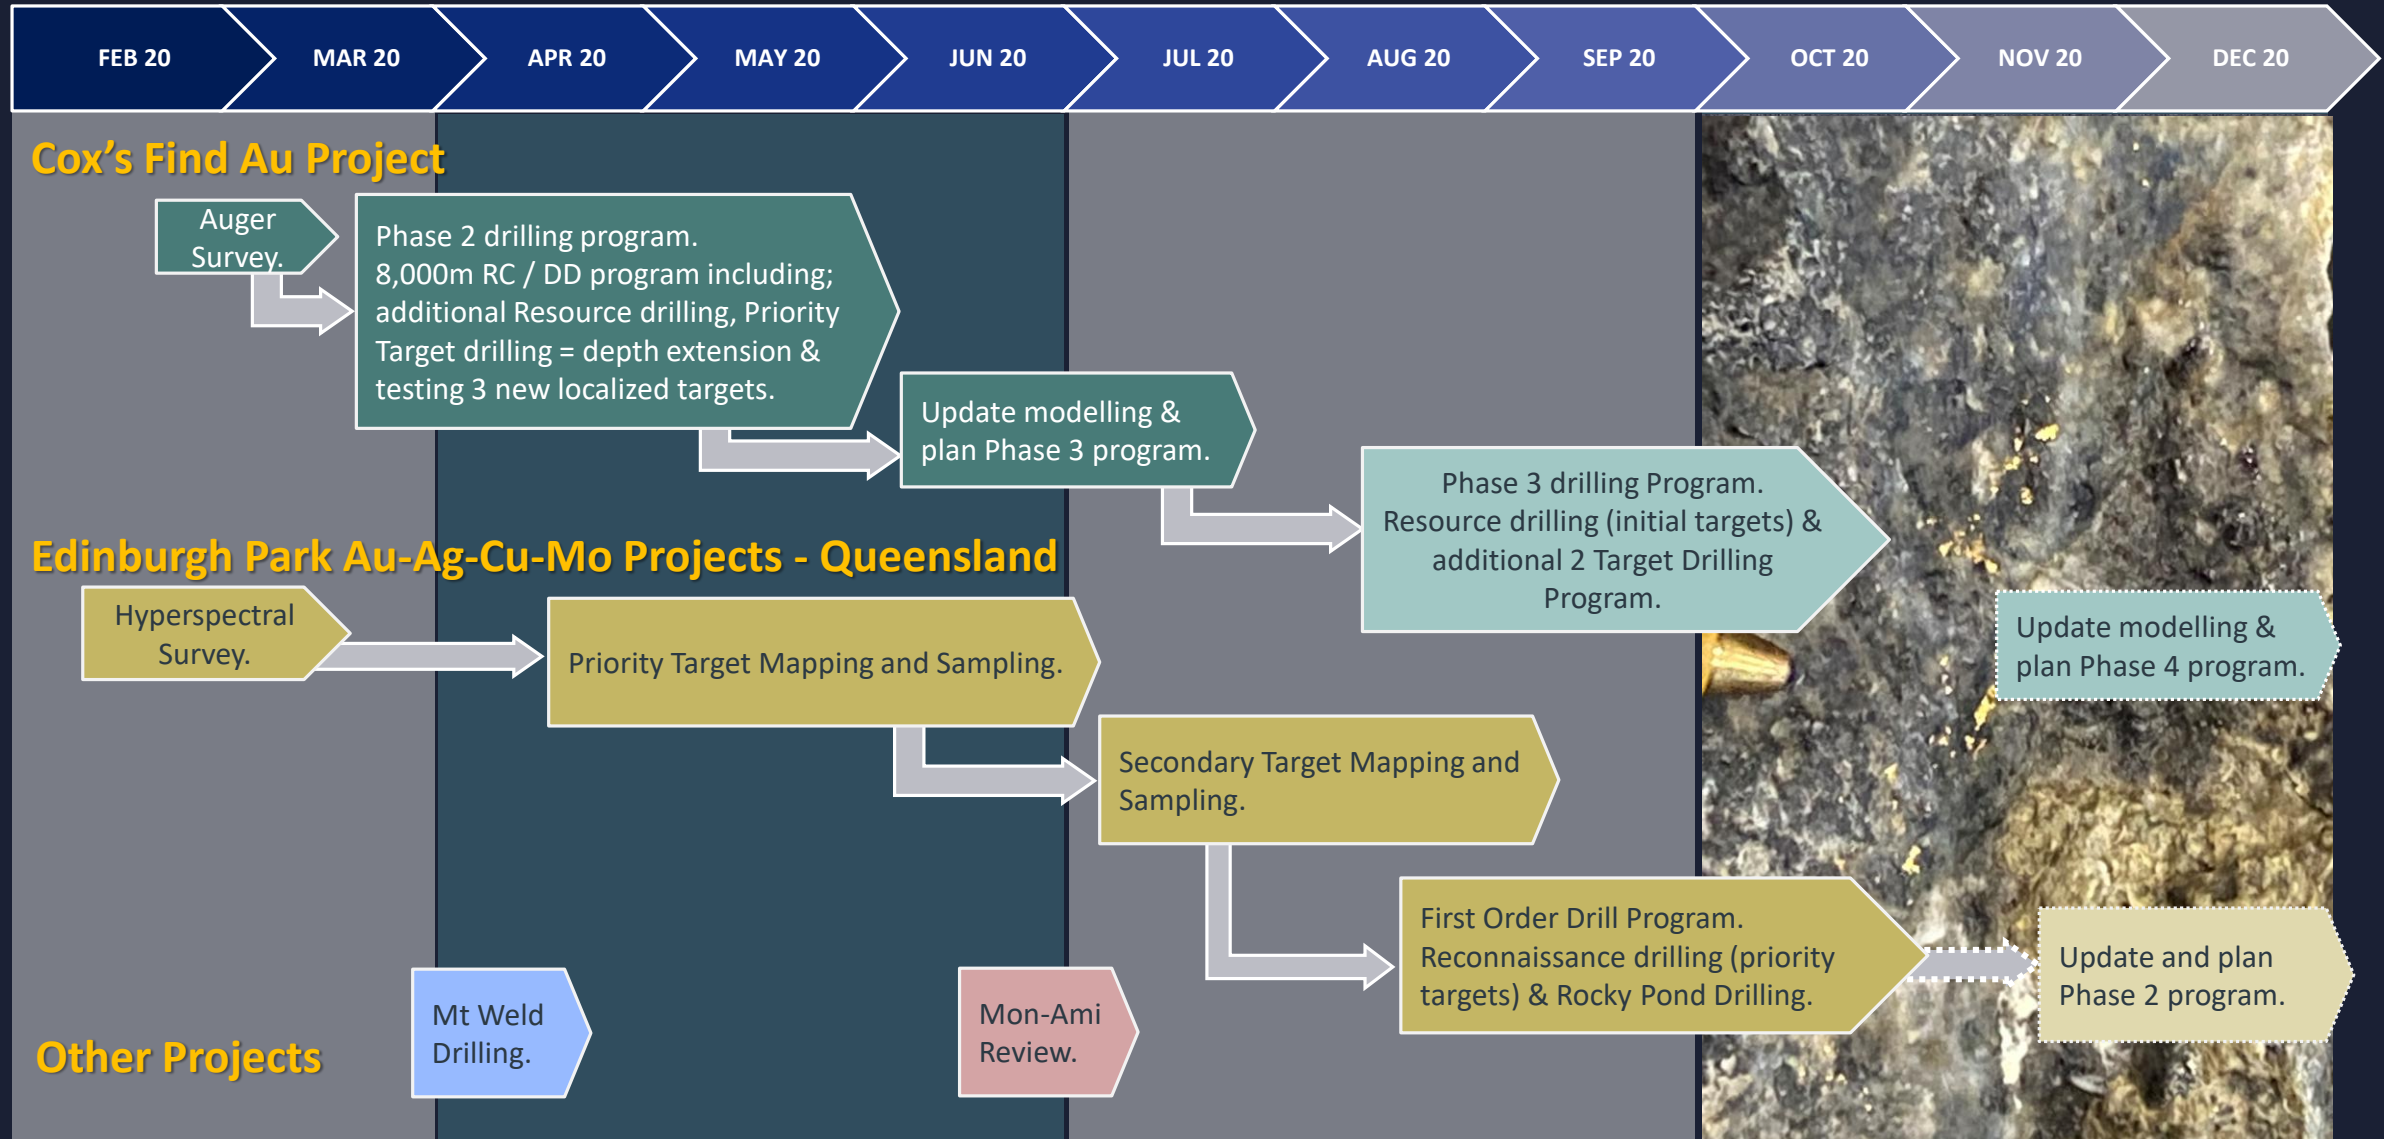 FEB 20
MAR 20
APR 20
MAY 20
JUN 20
JUL 20
AUG 20
SEP 20
OCT 20
NOV 20
DEC 20
Cox’s Find Au Project
Auger
Survey.
Phase 2 drilling program.
8,000m RC / DD program including;
additional Resource drilling, Priority
Target drilling = depth extension &
testing 3 new localized targets.
Update modelling &
plan Phase 3 program.
Phase 3 drilling Program.
Resource drilling (initial targets) &
additional 2 Target Drilling
Program.
Update modelling &
plan Phase 4 program.
Edinburgh Park Au-Ag-Cu-Mo Projects - Queensland
Hyperspectral
Survey.
Priority Target Mapping and Sampling.
Secondary Target Mapping and
Sampling.
First Order Drill Program.
Reconnaissance drilling (priority
targets) & Rocky Pond Drilling.
Update and plan
Phase 2 program.
Other Projects
Mt Weld
Drilling.
Mon-Ami
Review.